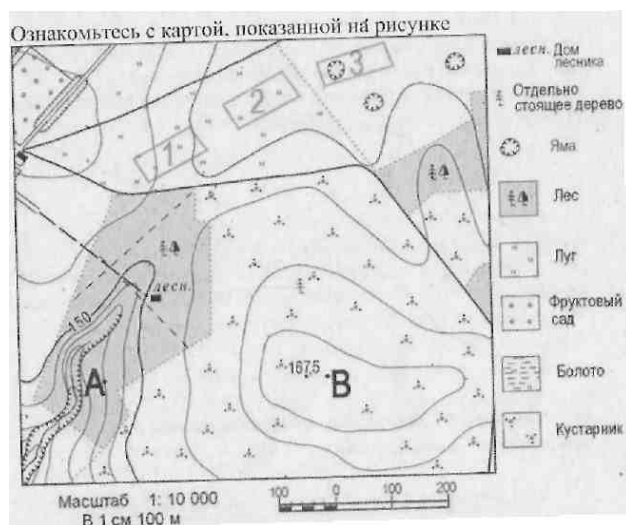 Ознакомьтесь с картой, показанной на рисунке
лесн. Дом лесника
Отдельно стоящее дерево
Яма
Лес
Луг
Фруктовый сад
Болото
Кустарник
1
2
3
лесн.
150
А
167,5
В
Масштаб 1: 10 000
В 1 см 100 м
100 0 100 200